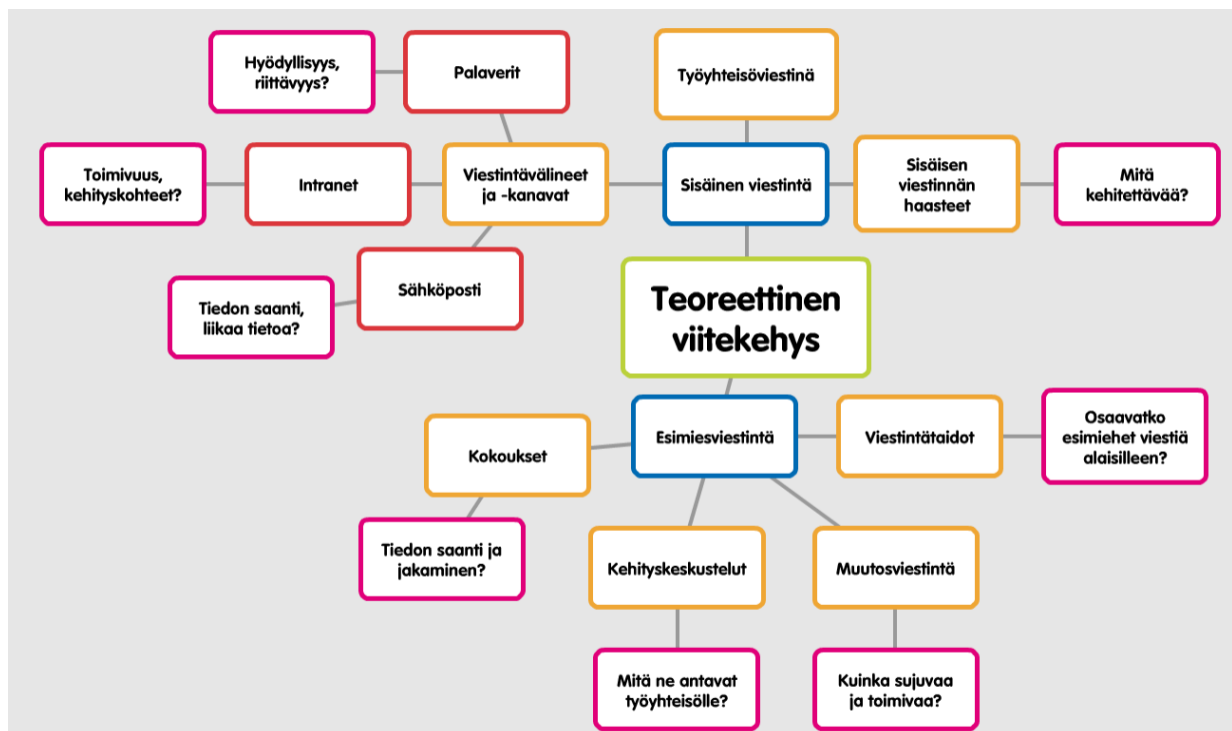 Hyödyllisyys,
riittävyys?
Palaverit
Työyhteisöviestinä
Toimivuus,
kehityskohteet?
Intranet
Viestintävälineet
ja -kanavat
Sisäinen viestintä
Sisäisen
viestinnän
haasteet
Mitä
kehitettävää?
Tiedon saanti,
liikaa tietoa?
Sähköposti
Teoreettinen
viitekehys
Kokoukset
Esimiesviestintä
Viestintätaidot
Osaavatko
esimiehet viestiä
alaisilleen?
Tiedon saanti ja
jakaminen?
Kehityskeskustelut
Muutosviestintä
Mitä ne antavat
työyhteisölle?
Kuinka sujuvaa
ja toimivaa?